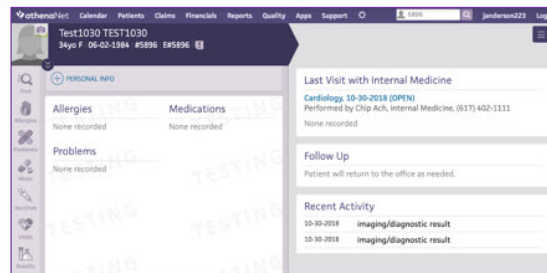 athenaNet Calendar Patients Claims Financials Reports Quality Apps Support 5896 Janderson223 Log
Test1030 TEST1030
34yo F 06-02-1984 #5896 E#5896
PERSONAL INFO
Find
Allergies
Problems
Meds
Vaccines
Vitals
Results
Allergies
None recorded
Medications
None recorded
Problems
None recorded
TESTING
TESTING
TESTING
TESTING
TESTING
TESTING
Last Visit with Internal Medicine
Cardiology, 10-30-2018 (OPEN)
Performed by Chip Ach, Internal Medicine, (617) 402-1111
None recorded
Follow Up
Patient will return to the office as needed.
Recent Activity
10-30-2018 imaging/diagnostic result
10-30-2018 imaging/diagnostic result